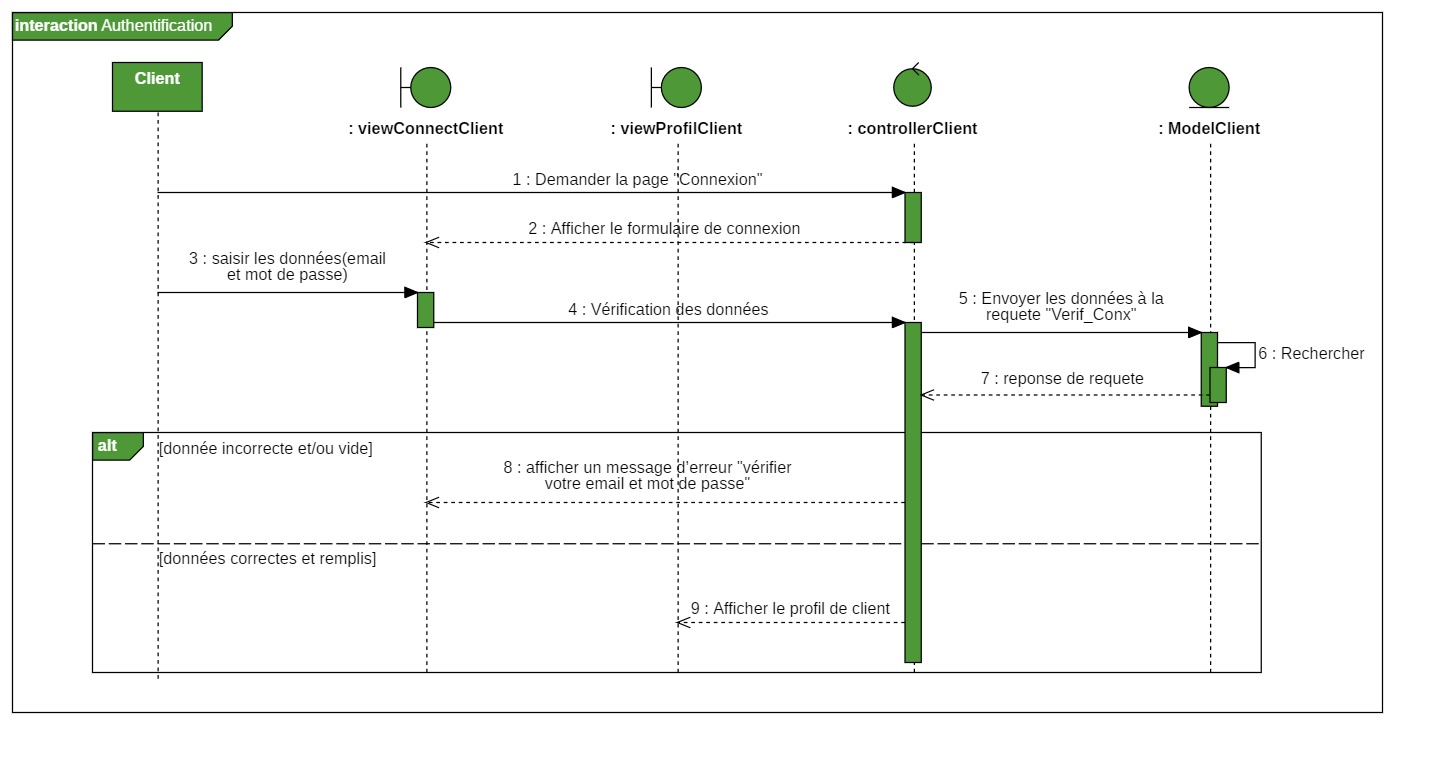 interaction Authentification
Client
: viewConnectClient
: viewProfilClient
: controllerClient
: ModelClient
1 : Demander la page "Connexion"
2 : Afficher le formulaire de connexion
3 : saisir les données(email
et mot de passe)
4 : Vérification des données
5 : Envoyer les données à la
requete "Verif_Conx"
6 : Rechercher
7 : reponse de requete
alt
[donnée incorrecte et/ou vide]
8 : afficher un message d'erreur "vérifier
votre email et mot de passe"
[données correctes et remplis]
9 : Afficher le profil de client